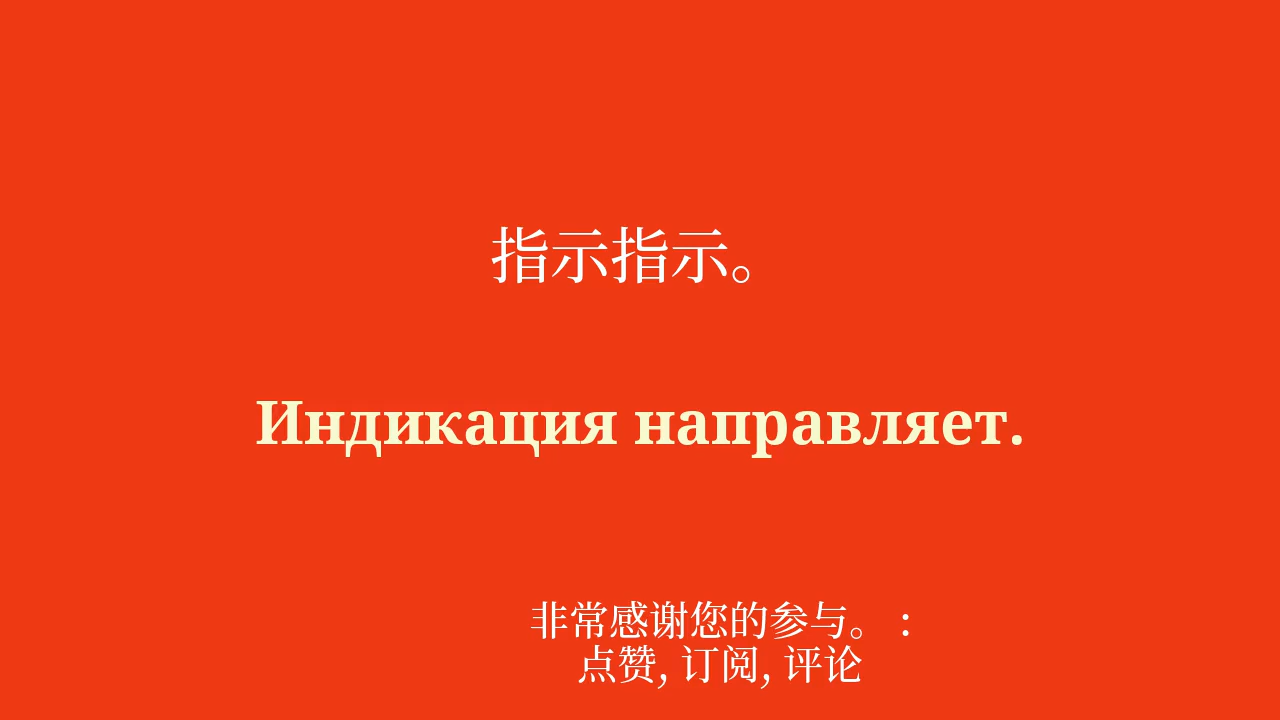 指示指示。
Индикация направляет.
非常感谢您的参与。 :
点赞, 订阅, 评论